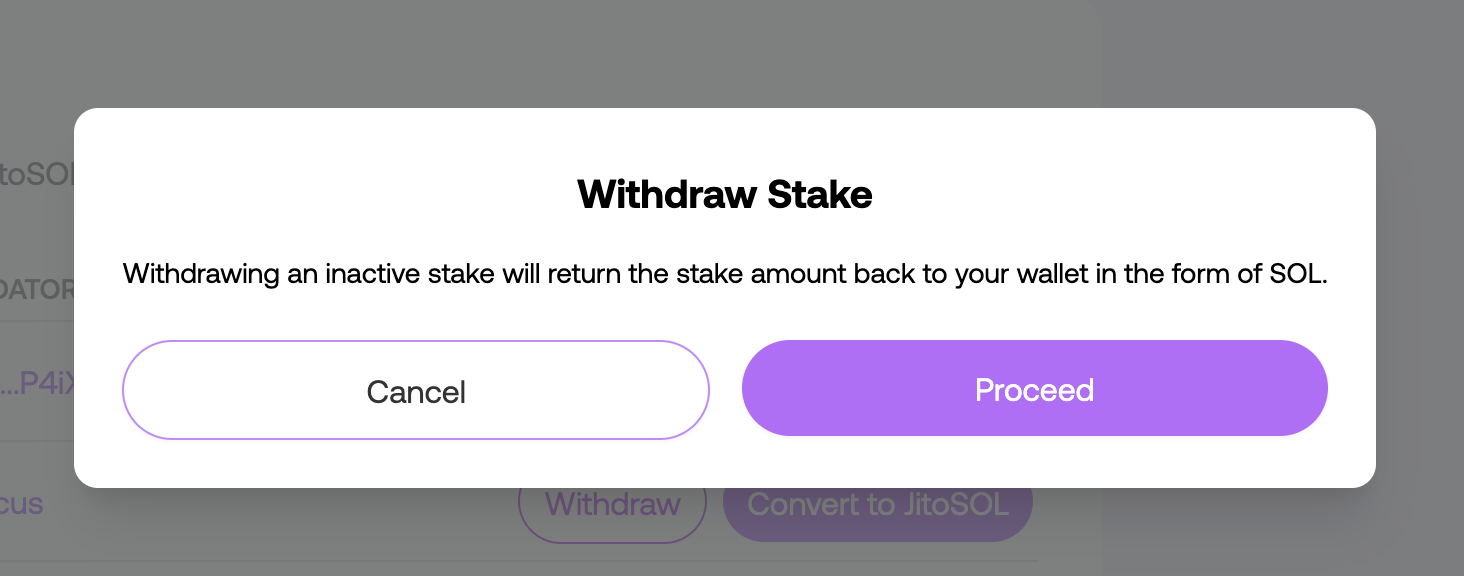 toSOL
Withdraw Stake
Withdrawing an inactive stake will return the stake amount back to your wallet in the form of SOL.
DATOR
...P4iX
Cancel
Proceed
cus
Withdraw
Convert to JitoSOL